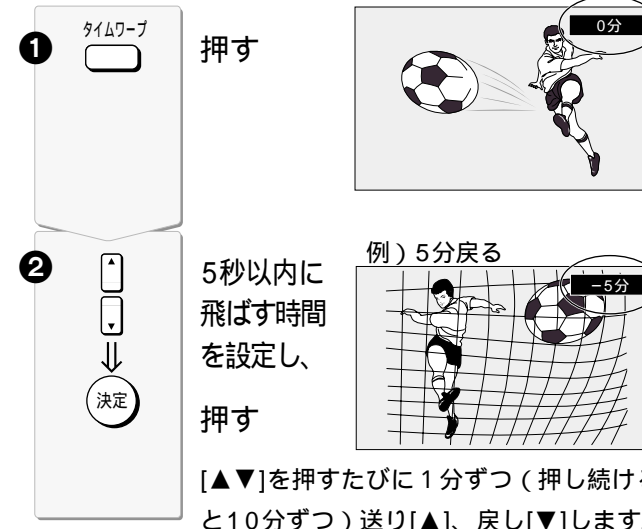 ❶
タイムワープ
押す
0分
❷
5秒以内に
飛ばす時間
を設定し、
決定
押す
例）5分戻る
−5分
[▲▼]を押すたびに１分ずつ（押し続ける
と10分ずつ）送り[▲]、戻し[▼]します